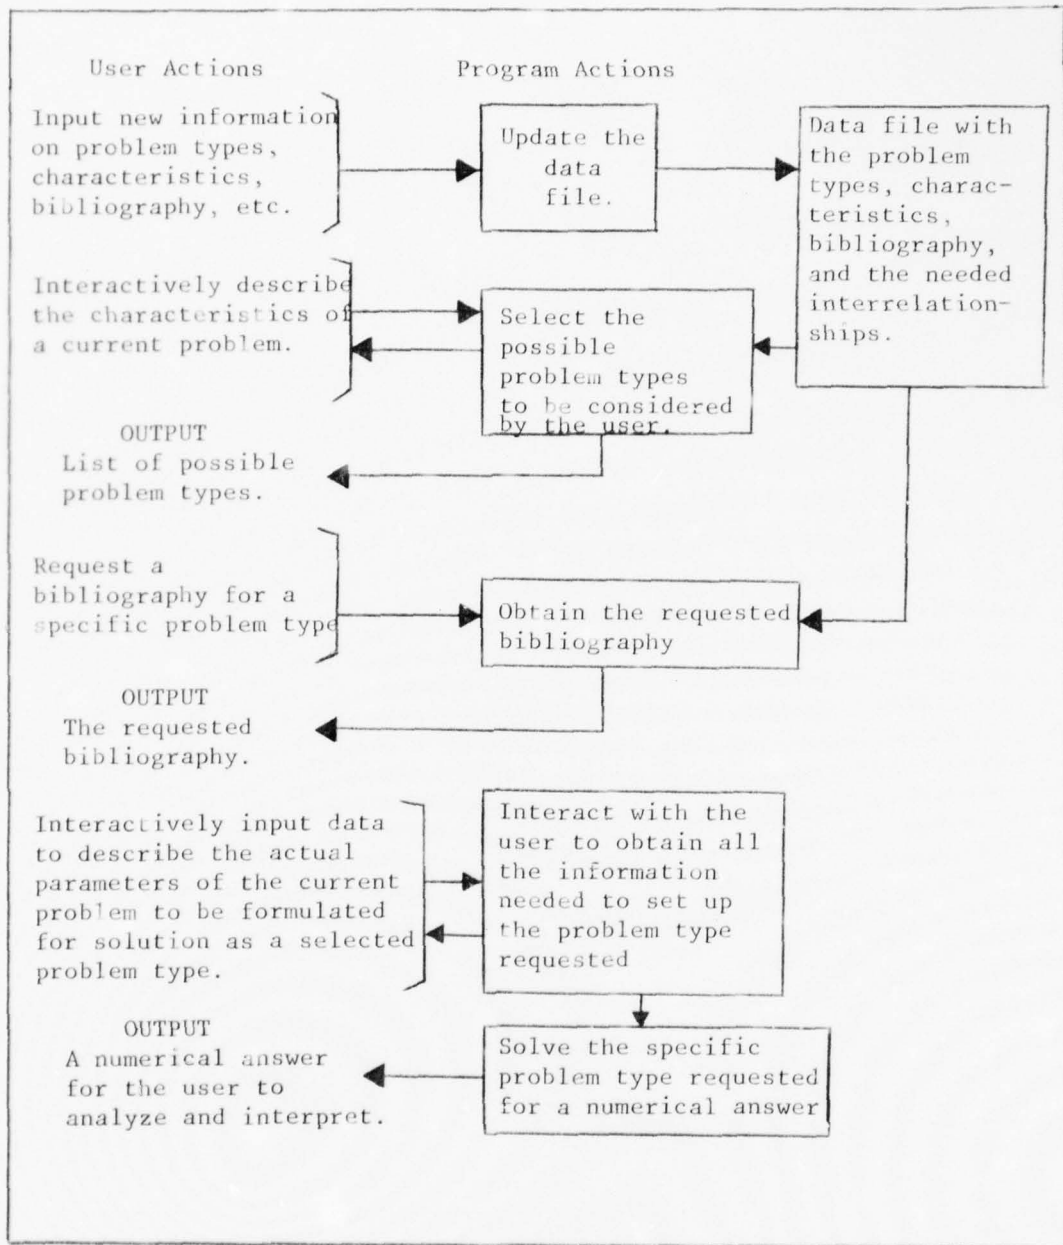 User Actions
Program Actions
Input new information
on problem types,
characteristics,
bibliography, etc.
Update the
data
file.
Data file with
the problem
types, charac-
teristics,
bibliography,
and the needed
interrelation-
ships.
Interactively describe
the characteristics of
a current problem.
Select the
possible
problem types
to be considered
by the user.
OUTPUT
List of possible
problem types.
Request a
bibliography for a
specific problem type
Obtain the requested
bibliography
OUTPUT
The requested
bibliography.
Interactively input data
to describe the actual
parameters of the current
problem to be formulated
for solution as a selected
problem type.
Interact with the
user to obtain all
the information
needed to set up
the problem type
requested
OUTPUT
A numerical answer
for the user to
analyze and interpret.
Solve the specific
problem type requested
for a numerical answer